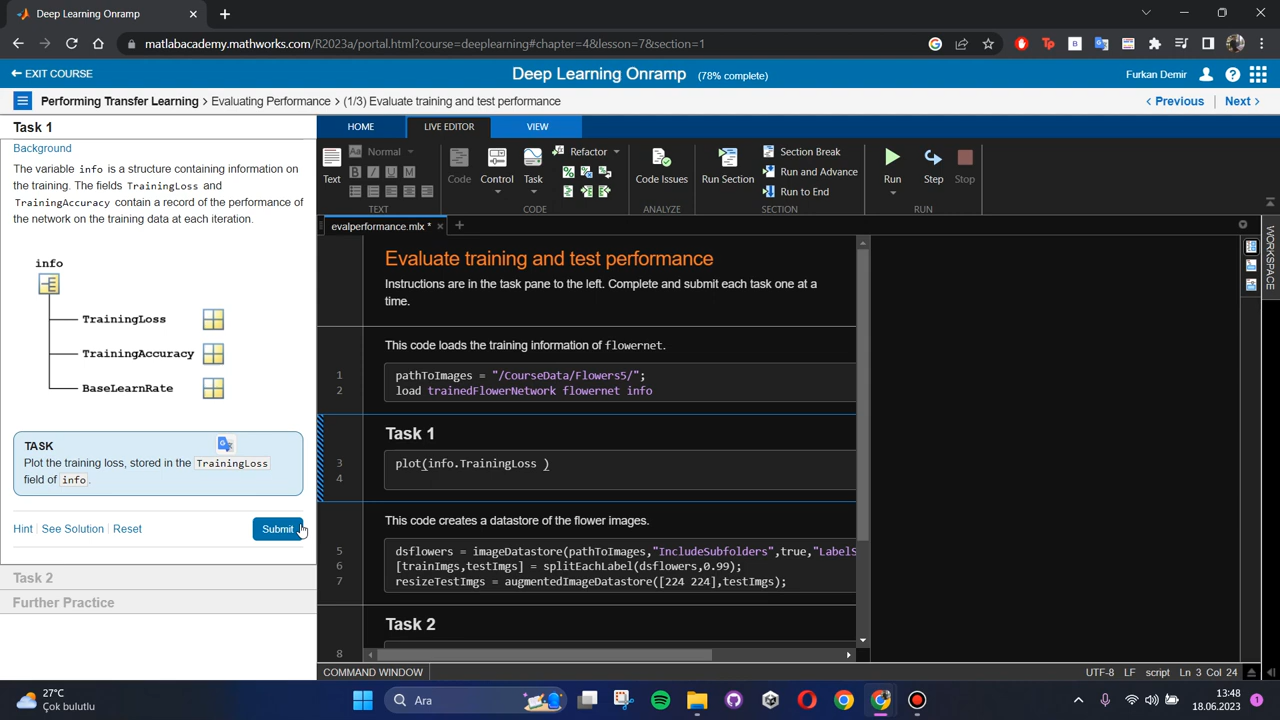 Deep Learning Onramp
matlabacademy.mathworks.com/R2023a/portal.html?course=deeplearning#chapter=4&lesson=7&section=1
EXIT COURSE
Deep Learning Onramp (78% complete)
Furkan Demir
Performing Transfer Learning > Evaluating Performance > (1/3) Evaluate training and test performance
Previous
Next
Task 1
HOME
LIVE EDITOR
VIEW
Background
The variable info is a structure containing information on
the training. The fields TrainingLoss and
TrainingAccuracy contain a record of the performance
of the network on the training data at each iteration.
info
TrainingLoss
TrainingAccuracy
BaseLearnRate
TASK
Plot the training loss, stored in the TrainingLoss
field of info.
Hint
See Solution
Reset
Submit
Task 2
Further Practice
Text
Aa Normal
B I U M
TEXT
Code
Control
Task
Refactor
CODE
Code Issues
ANALYZE
Run Section
Section Break
Run and Advance
Run to End
SECTION
Run
Step
Stop
RUN
evalperformance.mlx *
WORKSPACE
Evaluate training and test performance
Instructions are in the task pane to the left. Complete and submit each task one at a
time.
This code loads the training information of flowernet.
1 pathToImages = "/CourseData/Flowers5/";
2 load trainedFlowerNetwork flowernet info
Task 1
3 plot(info.TrainingLoss )
4
This code creates a datastore of the flower images.
5 dsflowers = imageDatastore(pathToImages,"IncludeSubfolders",true,"LabelS
6 [trainImgs,testImgs] = splitEachLabel(dsflowers,0.99);
7 resizeTestImgs = augmentedImageDatastore([224 224],testImgs);
Task 2
8
COMMAND WINDOW
UTF-8 LF script Ln 3 Col 24
27°C
Çok bulutlu
Ara
13:48
18.06.2023
1